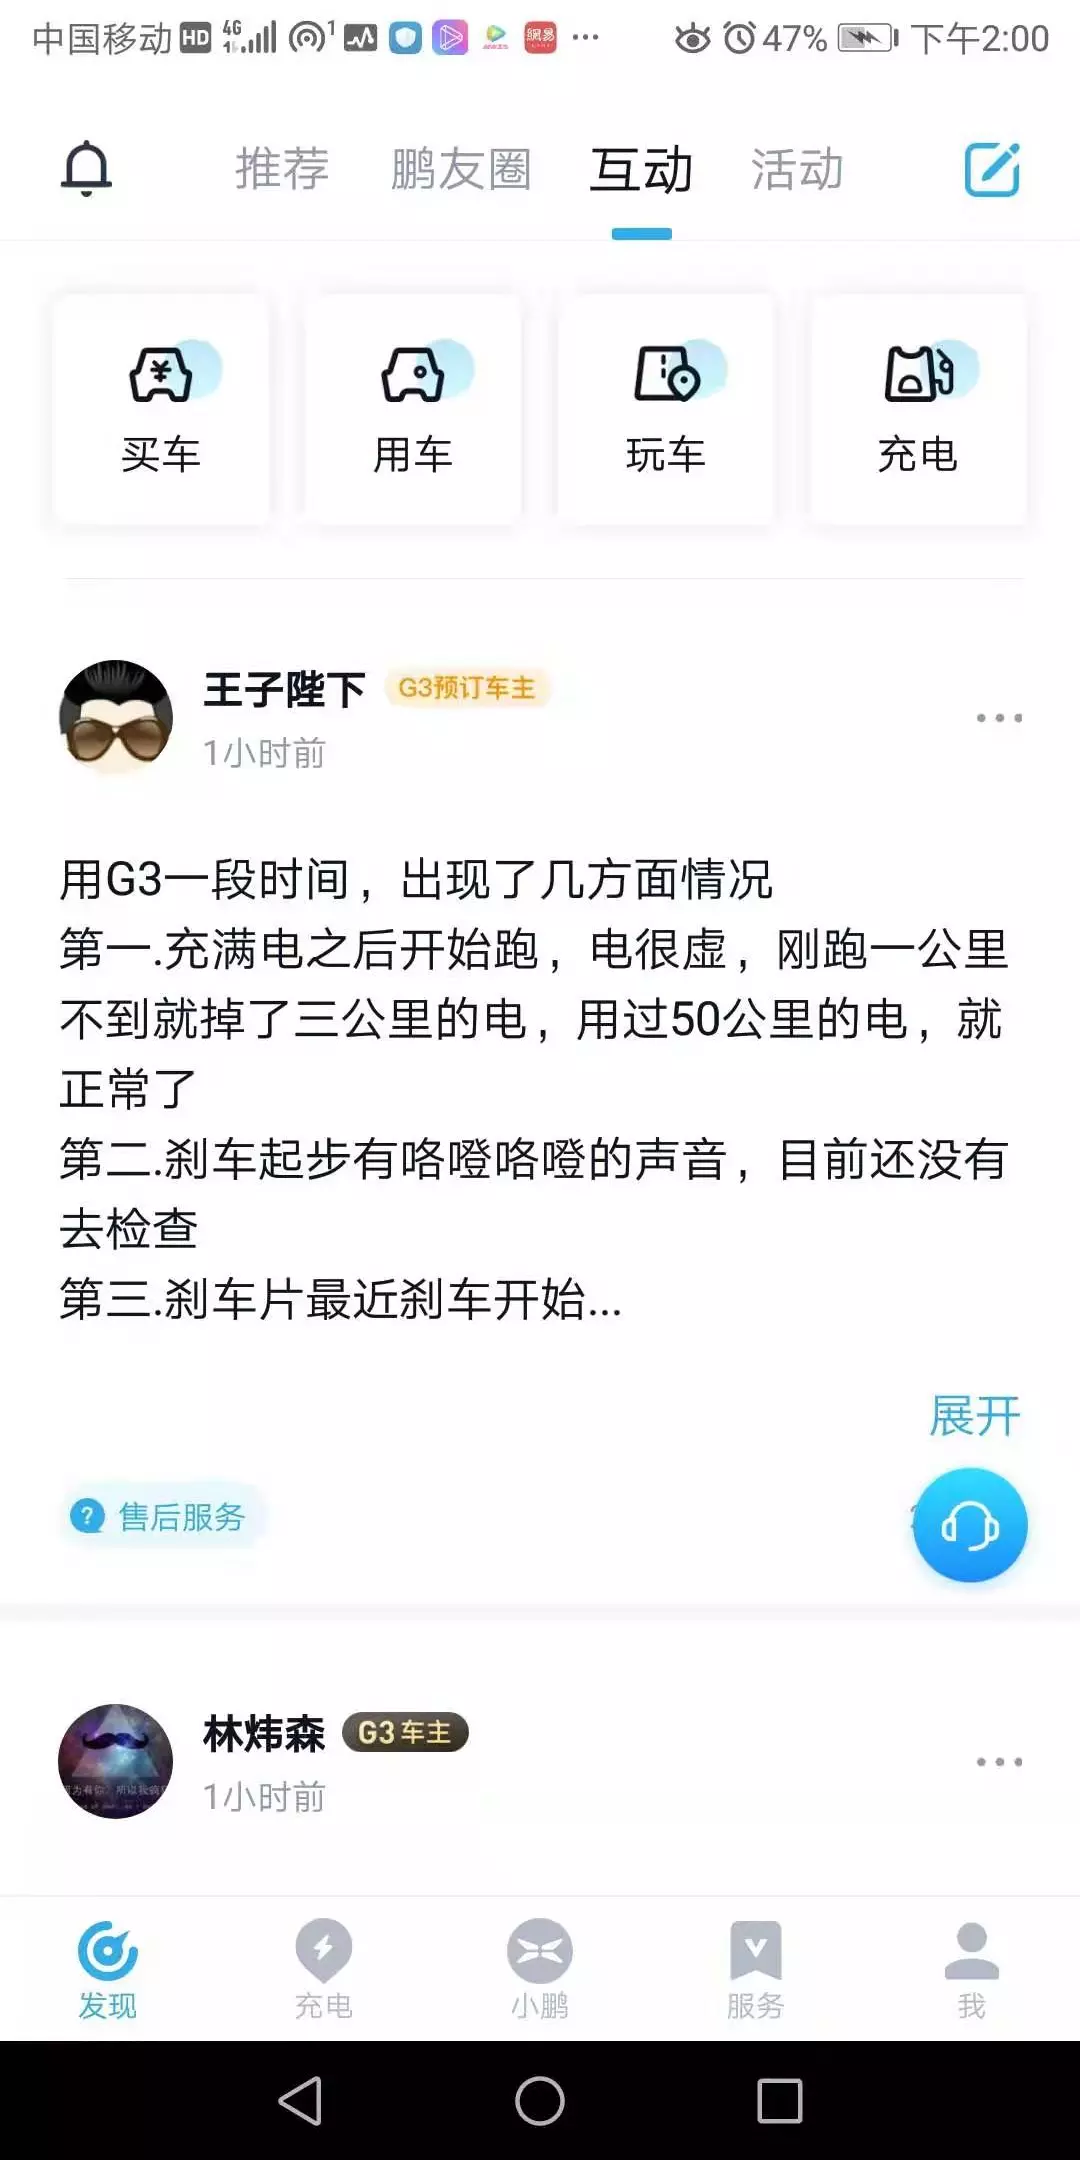 中国移动 HD 4G 1 47% 下午2:00
推荐 鹏友圈 互动 活动
买车 用车 玩车 充电
王子陛下 G3预订车主
1小时前
用G3一段时间，出现了几方面情况
第一.充满电之后开始跑，电很虚，刚跑一公里
不到就掉了三公里的电，用过50公里的电，就
正常了
第二.刹车起步有咯噔咯噔的声音，目前还没有
去检查
第三.刹车片最近刹车开始...
展开
售后服务
林炜森 G3车主
1小时前
发现 充电 小鹏 服务 我